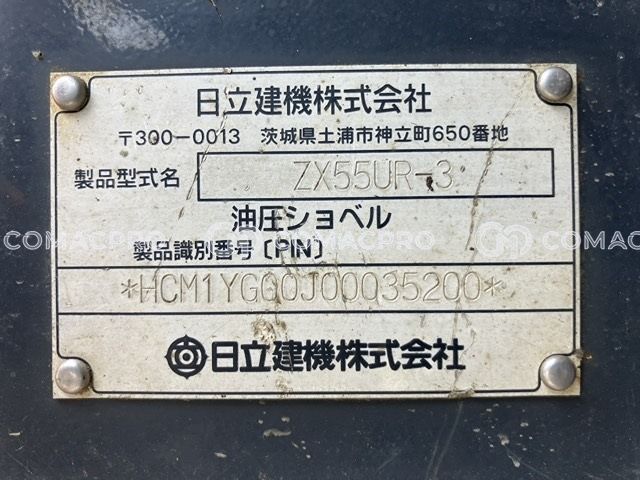 日立建機株式会社
〒300-0013 茨城県土浦市神立町650番地
製品型式名 ZX55UR-3
油圧ショベル
製品識別番号〔PIN〕
*HCM1YG00J00035200*
日立建機株式会社
COMACPRO COMACPRO COMAC